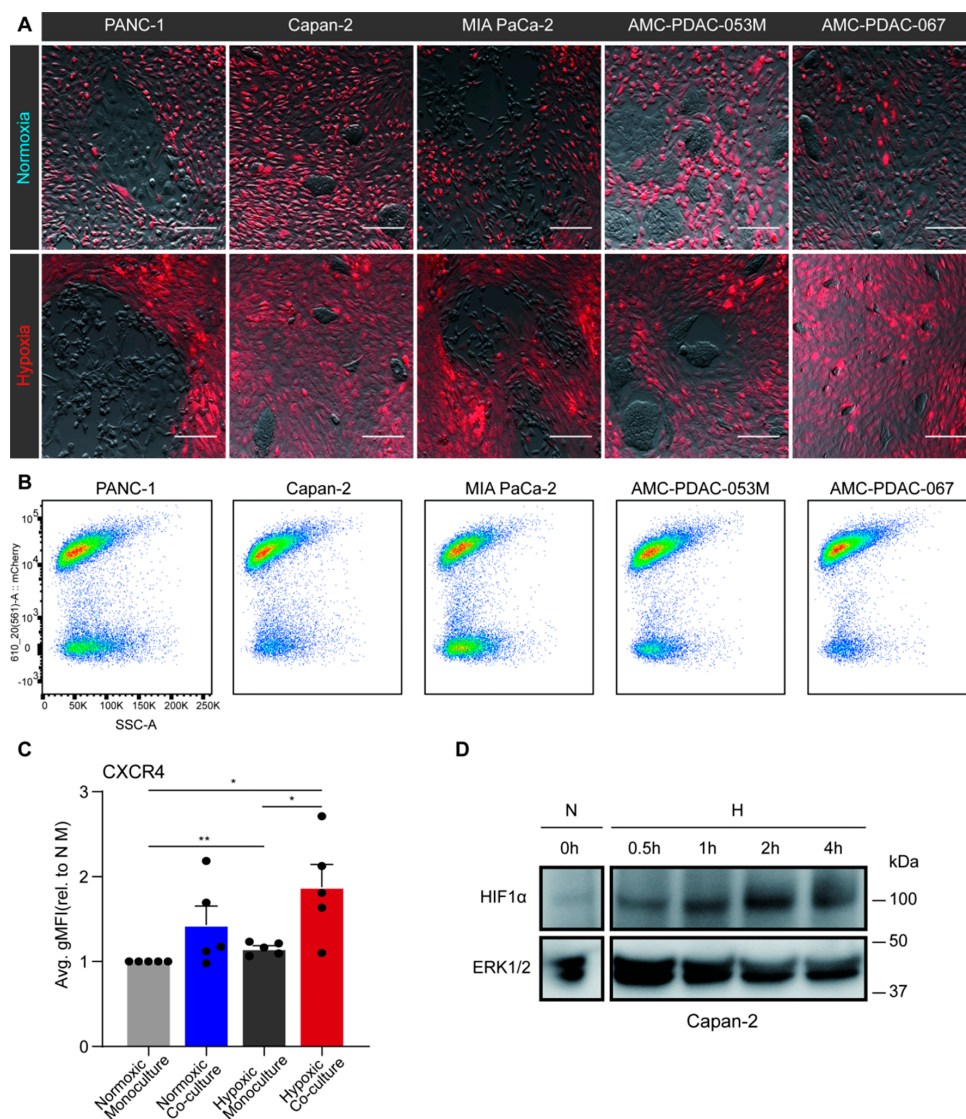 A
PANC-1
Capan-2
MIA PaCa-2
AMC-PDAC-053M
AMC-PDAC-067
Normoxia
Hypoxia
B
PANC-1
Capan-2
MIA PaCa-2
AMC-PDAC-053M
AMC-PDAC-067
610_20(561)-A :: mCherry
10^5
10^4
10^3
0
-10^3
0
50K
100K
150K
200K
250K
SSC-A
C
CXCR4
Avg. gMFI(rel. to N M)
3
2
1
0
*
*
**
Normoxic Monoculture
Normoxic Co-culture
Hypoxic Monoculture
Hypoxic Co-culture
D
N
H
0h
0.5h
1h
2h
4h
kDa
HIF1α
100
50
ERK1/2
37
Capan-2